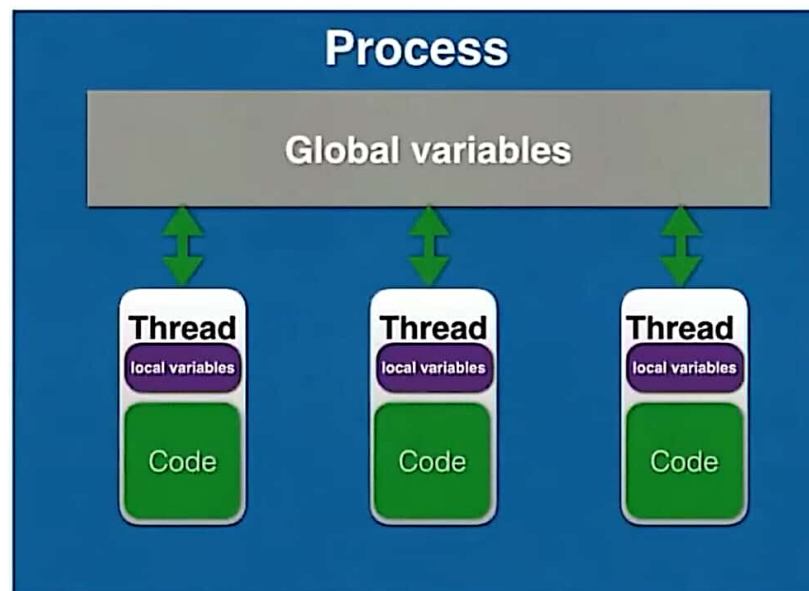 Process
Global variables
Thread
Thread
Thread
local variables
local variables
local variables
Code
Code
Code